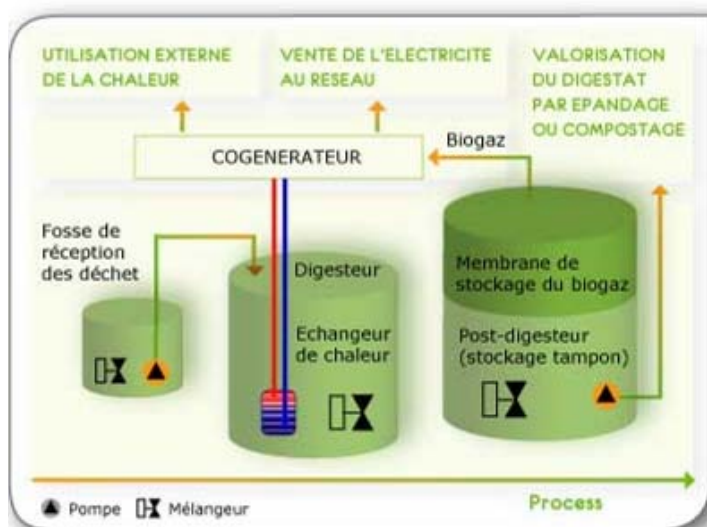 UTILISATION EXTERNE
DE LA CHALEUR
VENTE DE L'ELECTRICITE
AU RESEAU
VALORISATION
DU DIGESTAT
PAR EPANDAGE
OU COMPOSTAGE
COGENERATEUR
Biogaz
Fosse de
réception
des déchet
Digesteur
Echangeur
de chaleur
Membrane de
stockage du biogaz
Post-digesteur
(stockage tampon)
Process
Pompe
Mélangeur